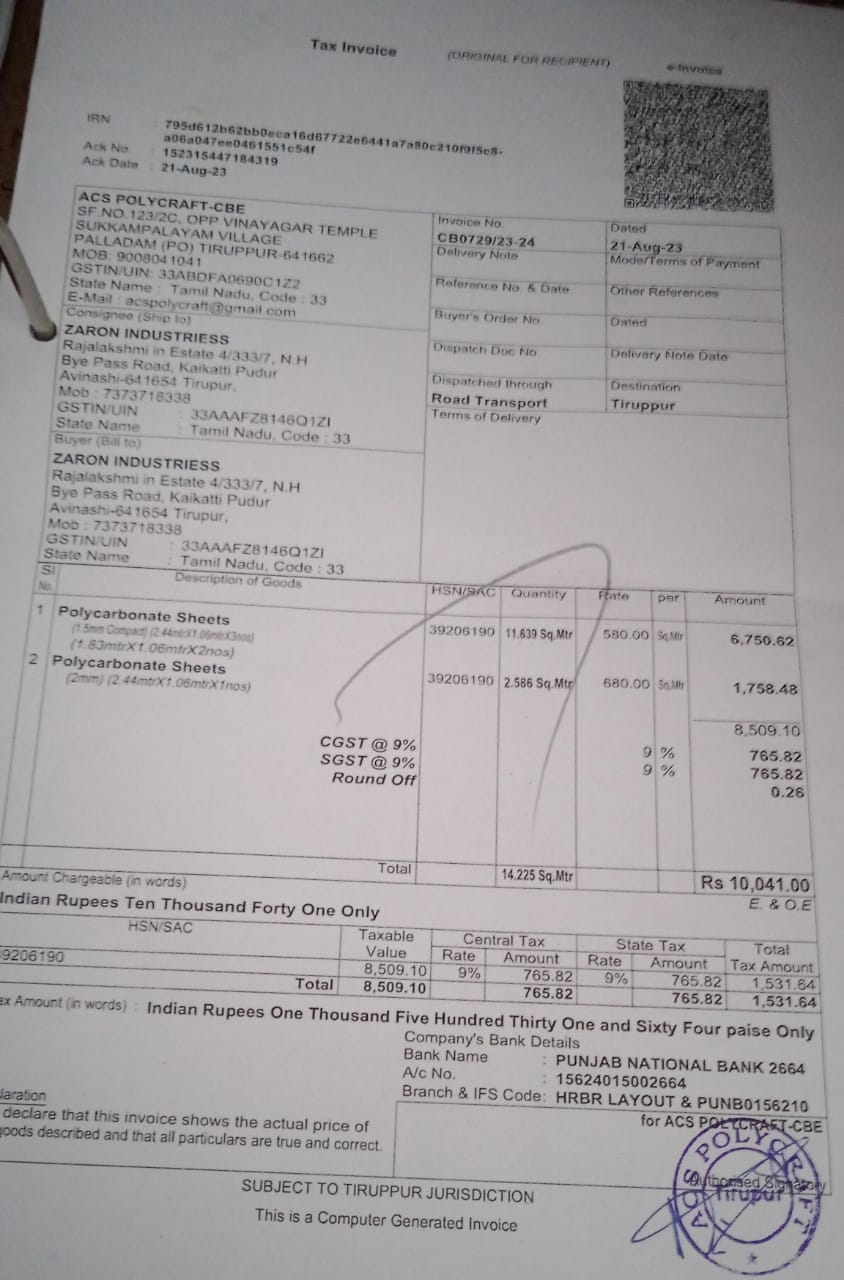 Tax Invoice
(ORIGINAL FOR RECIPIENT)
e-Invoice
IRN : 795d612b62bb0eca16d67722e6441a7a80c210f9f5c8-
a06a047ee0461551c54f
Ack No. : 152315447184319
Ack Date : 21-Aug-23
ACS POLYCRAFT-CBE
SF.NO.123/2C, OPP VINAYAGAR TEMPLE
SUKKAMPALAYAM VILLAGE
PALLADAM (PO) TIRUPPUR-641662
MOB: 9008041041
GSTIN/UIN: 33ABDFA0690C1Z2
State Name : Tamil Nadu, Code : 33
E-Mail : acspolycraft@gmail.com
Invoice No.
CB0729/23-24
Dated
21-Aug-23
Delivery Note
Mode/Terms of Payment
Reference No. & Date
Other References
Buyer's Order No.
Dated
Dispatch Doc No.
Delivery Note Date
Dispatched through
Road Transport
Destination
Tiruppur
Terms of Delivery
Consignee (Ship to)
ZARON INDUSTRIESS
Rajalakshmi in Estate 4/333/7, N.H
Bye Pass Road, Kaikatti Pudur
Avinashi-641654 Tirupur,
Mob : 7373718338
GSTIN/UIN : 33AAAFZ8146Q1ZI
State Name : Tamil Nadu, Code : 33
Buyer (Bill to)
ZARON INDUSTRIESS
Rajalakshmi in Estate 4/333/7, N.H
Bye Pass Road, Kaikatti Pudur
Avinashi-641654 Tirupur,
Mob : 7373718338
GSTIN/UIN : 33AAAFZ8146Q1ZI
State Name : Tamil Nadu, Code : 33
Sl No. Description of Goods HSN/SAC Quantity Rate per Amount
1 Polycarbonate Sheets 39206190 11.639 Sq.Mtr 580.00 Sq.Mtr 6,750.62
(1.5mm Compact) (2.44mtrX1.06mtrX3nos)
(1.83mtrX1.06mtrX2nos)
2 Polycarbonate Sheets 39206190 2.586 Sq.Mtr 680.00 Sq.Mtr 1,758.48
(2mm) (2.44mtrX1.06mtrX1nos)
8,509.10
CGST @ 9% 9 % 765.82
SGST @ 9% 9 % 765.82
Round Off 0.26
Total 14.225 Sq.Mtr Rs 10,041.00
Amount Chargeable (in words) E. & O.E
Indian Rupees Ten Thousand Forty One Only
HSN/SAC Taxable Value Central Tax State Tax Total Tax Amount
Rate Amount Rate Amount
39206190 8,509.10 9% 765.82 9% 765.82 1,531.64
Total 8,509.10 765.82 765.82 1,531.64
ax Amount (in words) : Indian Rupees One Thousand Five Hundred Thirty One and Sixty Four paise Only
Company's Bank Details
Bank Name : PUNJAB NATIONAL BANK 2664
A/c No. : 15624015002664
Branch & IFS Code: HRBR LAYOUT & PUNB0156210
laration
declare that this invoice shows the actual price of
goods described and that all particulars are true and correct.
for ACS POLYCRAFT-CBE
Authorised Signatory
ACS POLYCRAFT
Tirupur
SUBJECT TO TIRUPPUR JURISDICTION
This is a Computer Generated Invoice